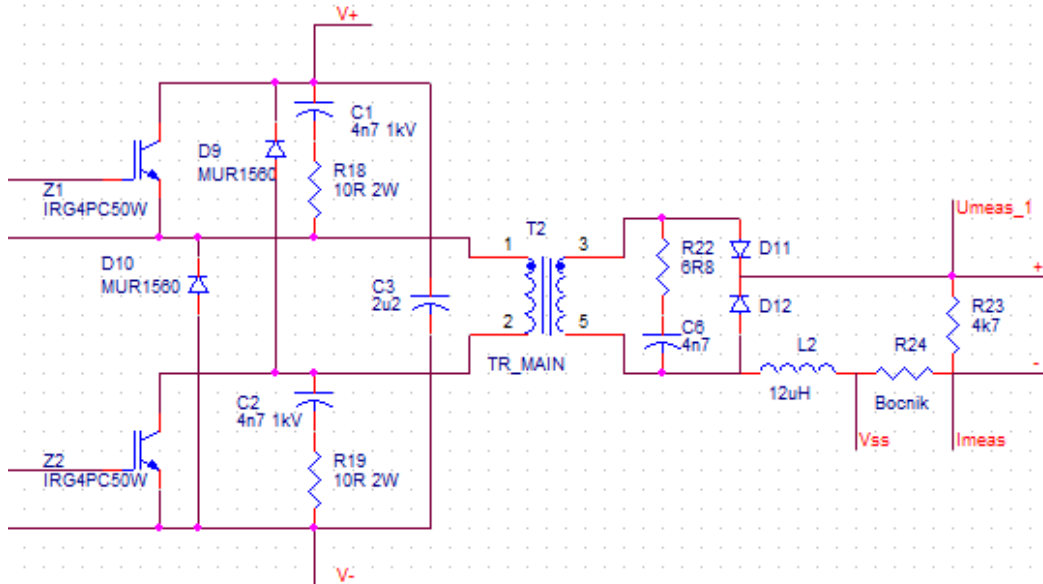 V+
C1
4n7 1kV
D9
MUR1560
R18
10R 2W
Z1
IRG4PC50W
D10
MUR1560
C3
2u2
T2
1
3
2
5
TR_MAIN
R22
6R8
C6
4n7
D11
D12
Umeas_1
+
R23
4k7
L2
12uH
R24
Bocnik
-
Vss
Imeas
C2
4n7 1kV
Z2
IRG4PC50W
R19
10R 2W
V-